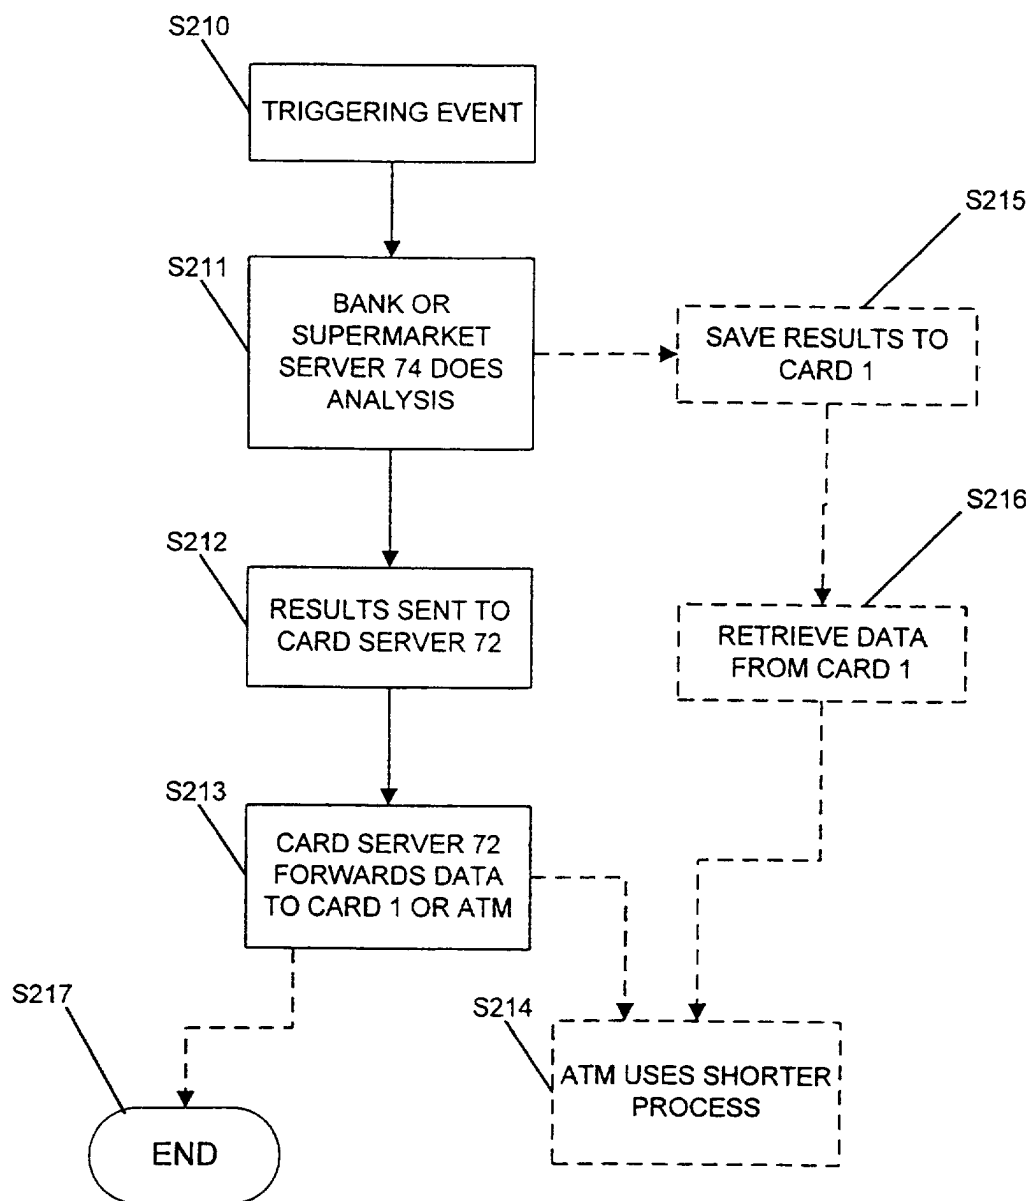 S210
TRIGGERING EVENT
S215
S211
BANK OR
SUPERMARKET
SERVER 74 DOES
ANALYSIS
SAVE RESULTS TO
CARD 1
S216
S212
RESULTS SENT TO
CARD SERVER 72
RETRIEVE DATA
FROM CARD 1
S213
CARD SERVER 72
FORWARDS DATA
TO CARD 1 OR ATM
S217
S214
ATM USES SHORTER
PROCESS
END